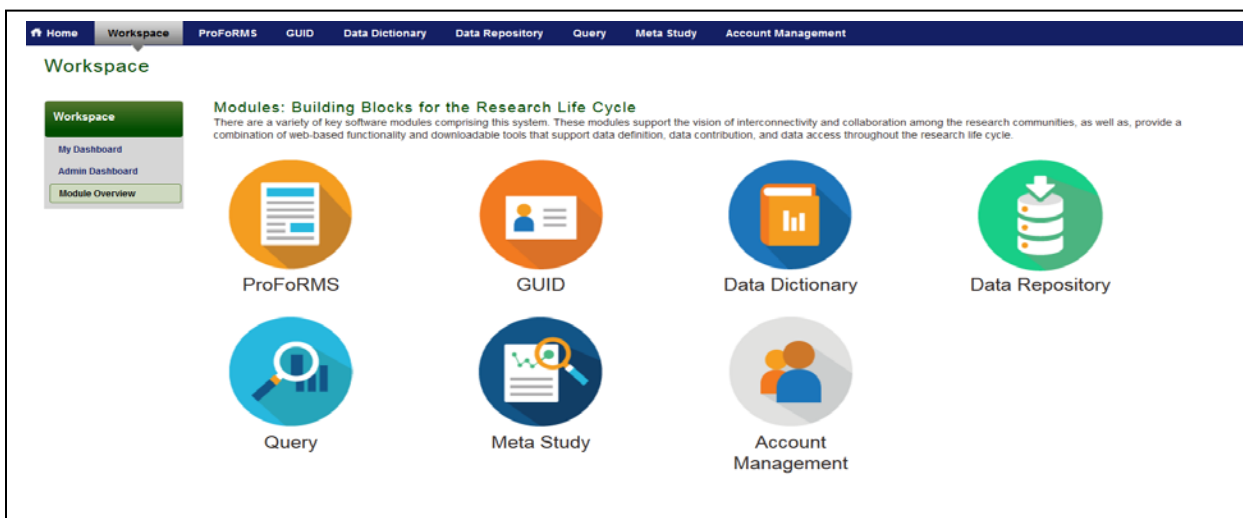 Home Workspace ProFoRMS GUID Data Dictionary Data Repository Query Meta Study Account Management
Workspace
Workspace
My Dashboard
Admin Dashboard
Module Overview
Modules: Building Blocks for the Research Life Cycle
There are a variety of key software modules comprising this system. These modules support the vision of interconnectivity and collaboration among the research communities, as well as, provide a
combination of web-based functionality and downloadable tools that support data definition, data contribution, and data access throughout the research life cycle.
ProFoRMS GUID Data Dictionary Data Repository
Query Meta Study Account
Management